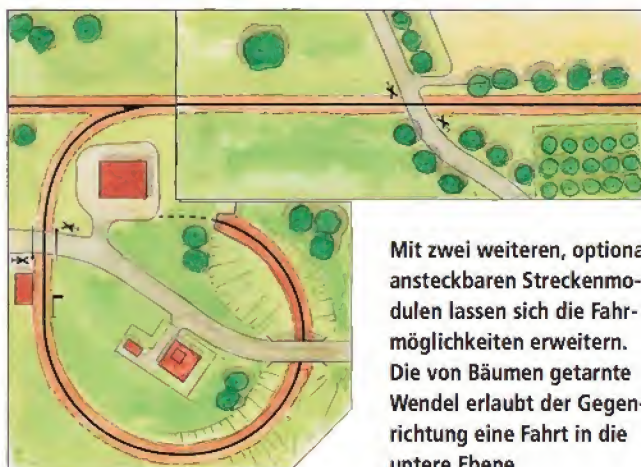 Mit zwei weiteren, optional
ansteckbaren Streckenmo-
dulen lassen sich die Fahr-
möglichkeiten erweitern.
Die von Bäumen getarnte
Wendel erlaubt der Gegen-
richtung eine Fahrt in die
untere Ebene